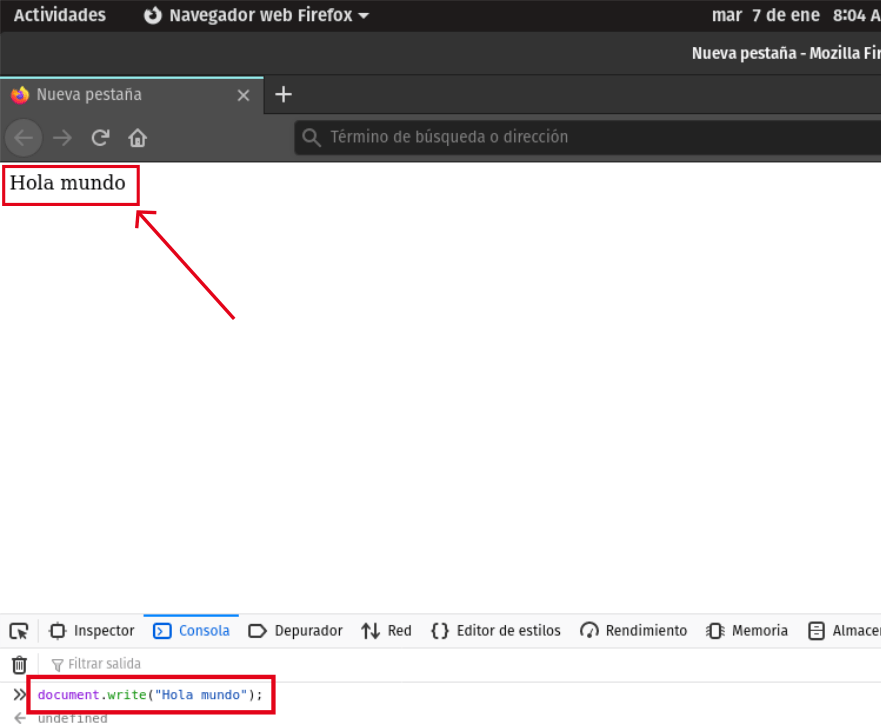 Actividades Navegador web Firefox mar 7 de ene 8:04 A
Nueva pestaña - Mozilla Fir
Nueva pestaña
Término de búsqueda o dirección
Hola mundo
Inspector Consola Depurador Red Editor de estilos Rendimiento Memoria Almacen
Filtrar salida
document.write("Hola mundo");
undefined